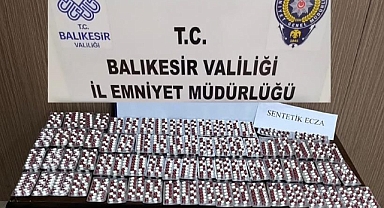 T.C.
BALIKESİR
VALİLİĞİ
T.C.
BALIKESİR VALİLİĞİ
İL EMNİYET MÜDÜRLÜĞÜ
SENTETİK ECZA